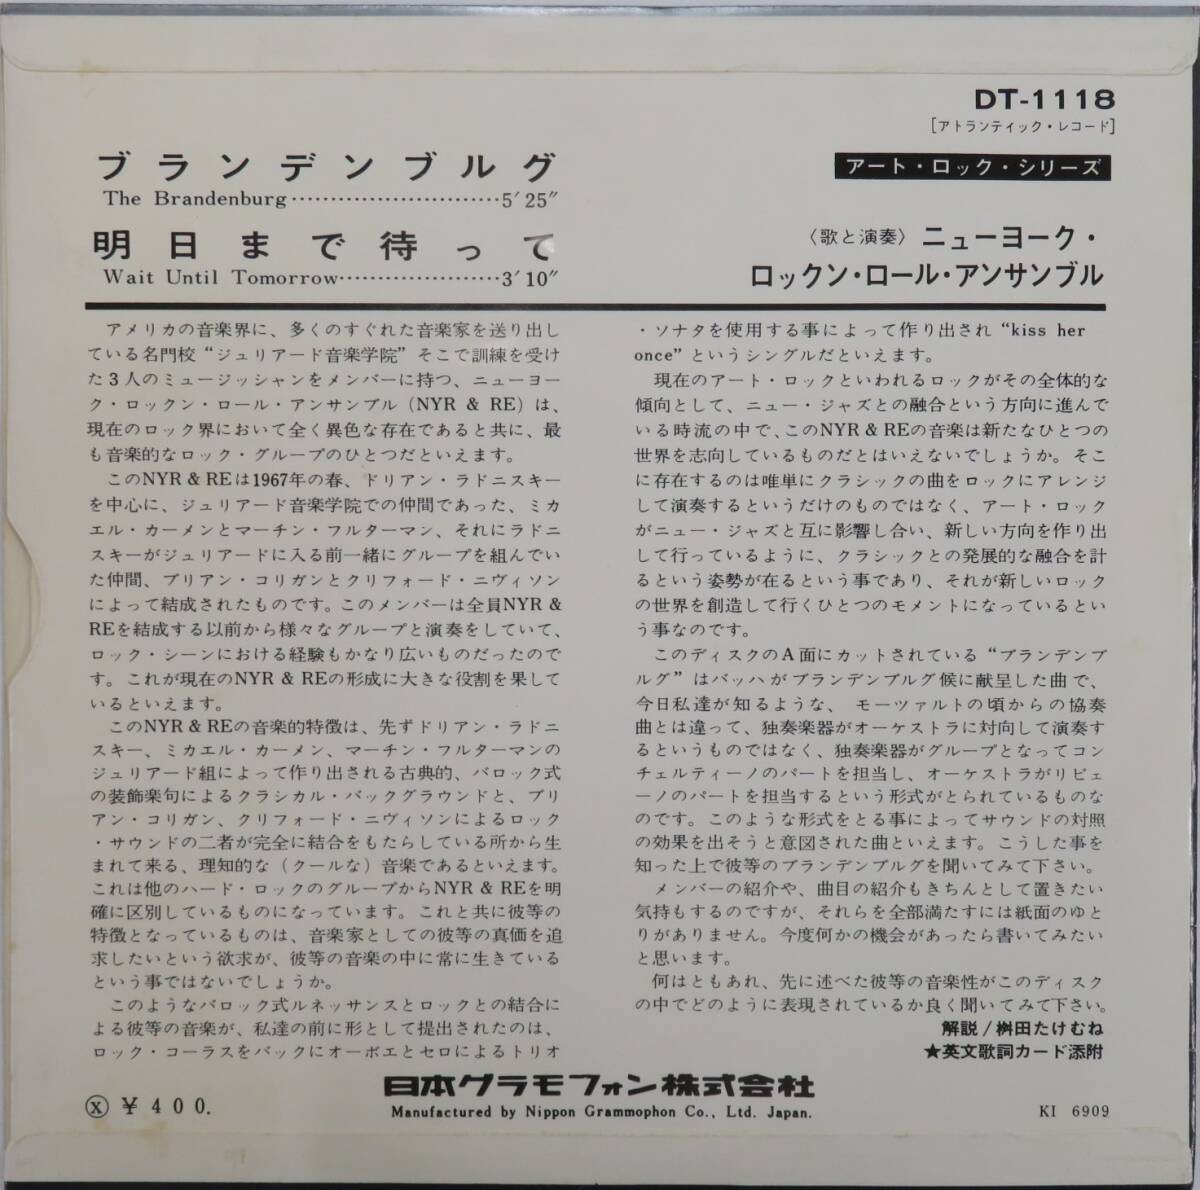 DT-1118
[アトランティック・レコード]
アート・ロック・シリーズ
ブランデンブルグ
The Brandenburg…………………………5′25″
明日まで待って
Wait Until Tomorrow…………………3′10″
〈歌と演奏〉ニューヨーク・
ロックン・ロール・アンサンブル
アメリカの音楽界に、多くのすぐれた音楽家を送り出し
ている名門校“ジュリアード音楽学院”そこで訓練を受け
た3人のミュージッシャンをメンバーに持つ、ニューヨー
ク・ロックン・ロール・アンサンブル（NYR & RE）は、
現在のロック界において全く異色な存在であると共に、最
も音楽的なロック・グループのひとつだといえます。
このNYR & REは1967年の春、ドリアン・ラドニスキー
を中心に、ジュリアード音楽学院での仲間であった、ミカ
エル・カーメンとマーチン・フルターマン、それにラドニ
スキーがジュリアードに入る前一緒にグループを組んでい
た仲間、ブリアン・コリガンとクリフォード・ニヴィソン
によって結成されたものです。このメンバーは全員NYR &
REを結成する以前から様々なグループと演奏をしていて、
ロック・シーンにおける経験もかなり広いものだったので
す。これが現在のNYR & REの形成に大きな役割を果して
いるといえます。
このNYR & REの音楽的特徴は、先ずドリアン・ラドニ
スキー、ミカエル・カーメン、マーチン・フルターマンの
ジュリアード組によって作り出される古典的、バロック式
の装飾楽句によるクラシカル・バックグラウンドと、ブリ
アン・コリガン、クリフォード・ニヴィソンによるロック
・サウンドの二者が完全に結合をもたらしている所から生
まれて来る、理知的な（クールな）音楽であるといえます。
これは他のハード・ロックのグループからNYR & REを明
確に区別しているものになっています。これと共に彼等の
特徴となっているものは、音楽家としての彼等の真価を追
求したいという欲求が、彼等の音楽の中に常に生きている
という事ではないでしょうか。
このようなバロック式ルネッサンスとロックとの結合に
よる彼等の音楽が、私達の前に形として提出されたのは、
ロック・コーラスをバックにオーボエとセロによるトリオ
・ソナタを使用する事によって作り出され“kiss her
once”というシングルだといえます。
現在のアート・ロックといわれるロックがその全体的な
傾向として、ニュー・ジャズとの融合という方向に進んで
いる時流の中で、このNYR & REの音楽は新たなひとつの
世界を志向しているものだとはいえないでしょうか。そこ
に存在するのは唯単にクラシックの曲をロックにアレンジ
して演奏するというだけのものではなく、アート・ロック
がニュー・ジャズと互に影響し合い、新しい方向を作り出
して行っているように、クラシックとの発展的な融合を計
るという姿勢が在るという事であり、それが新しいロック
の世界を創造して行くひとつのモメントになっているとい
う事なのです。
このディスクのA面にカットされている“ブランデンブ
ルグ”はバッハがブランデンブルグ候に献呈した曲で、
今日私達が知るような、モーツァルトの頃からの協奏
曲とは違って、独奏楽器がオーケストラに対向して演奏す
るというものではなく、独奏楽器がグループとなってコン
チェルティーノのパートを担当し、オーケストラがリピェ
ーノのパートを担当するという形式がとられているものな
のです。このような形式をとる事によってサウンドの対照
の効果を出そうと意図された曲といえます。こうした事を
知った上で彼等のブランデンブルグを聞いてみて下さい。
メンバーの紹介や、曲目の紹介もきちんとして置きたい
気持もするのですが、それらを全部満たすには紙面のゆと
りがありません。今度何かの機会があったら書いてみたい
と思います。
何はともあれ、先に述べた彼等の音楽性がこのディスク
の中でどのように表現されているか良く聞いてみて下さい。
解説/桝田たけむね
★英文歌詞カード添附
日本グラモフォン株式会社
ⓧ ￥400.
Manufactured by Nippon Grammophon Co., Ltd. Japan.
KI 6909